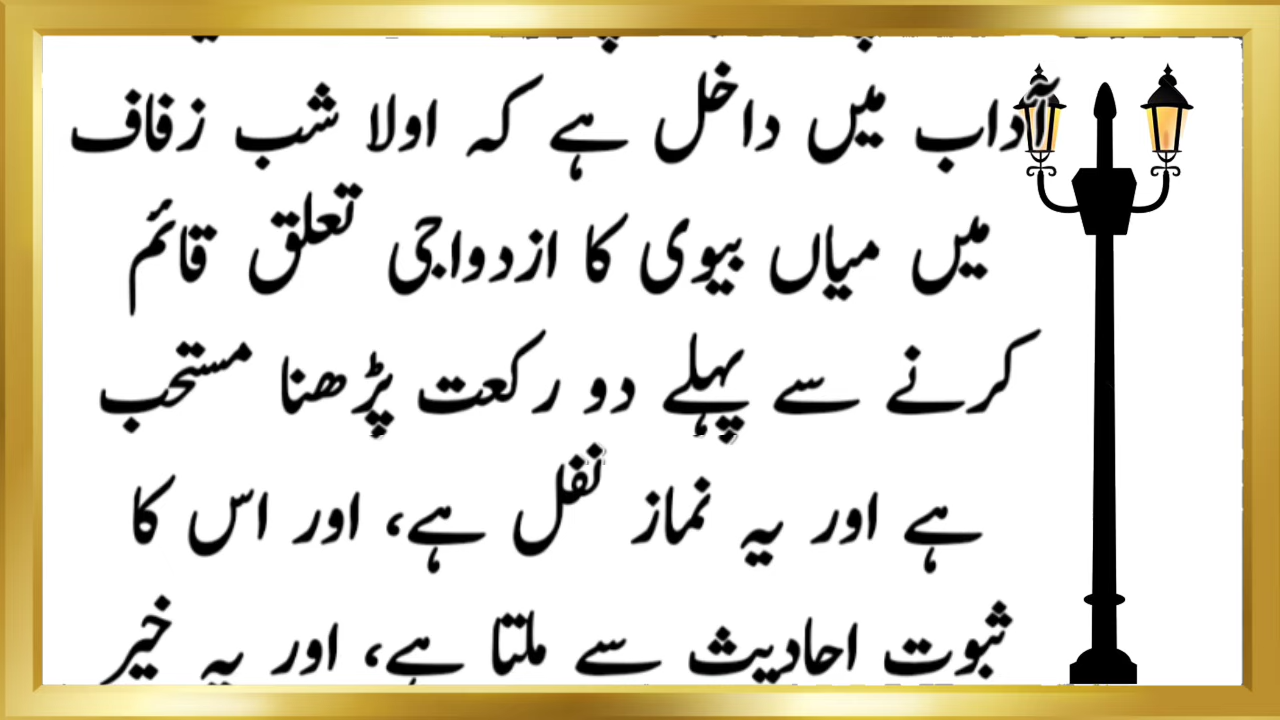 آداب میں داخل ہے کہ اولا شب زفاف
میں میاں بیوی کا ازدواجی تعلق قائم
کرنے سے پہلے دو رکعت پڑھنا مستحب
ہے اور یہ نماز نفل ہے، اور اس کا
ثبوت احادیث سے ملتا ہے، اور یہ خیر